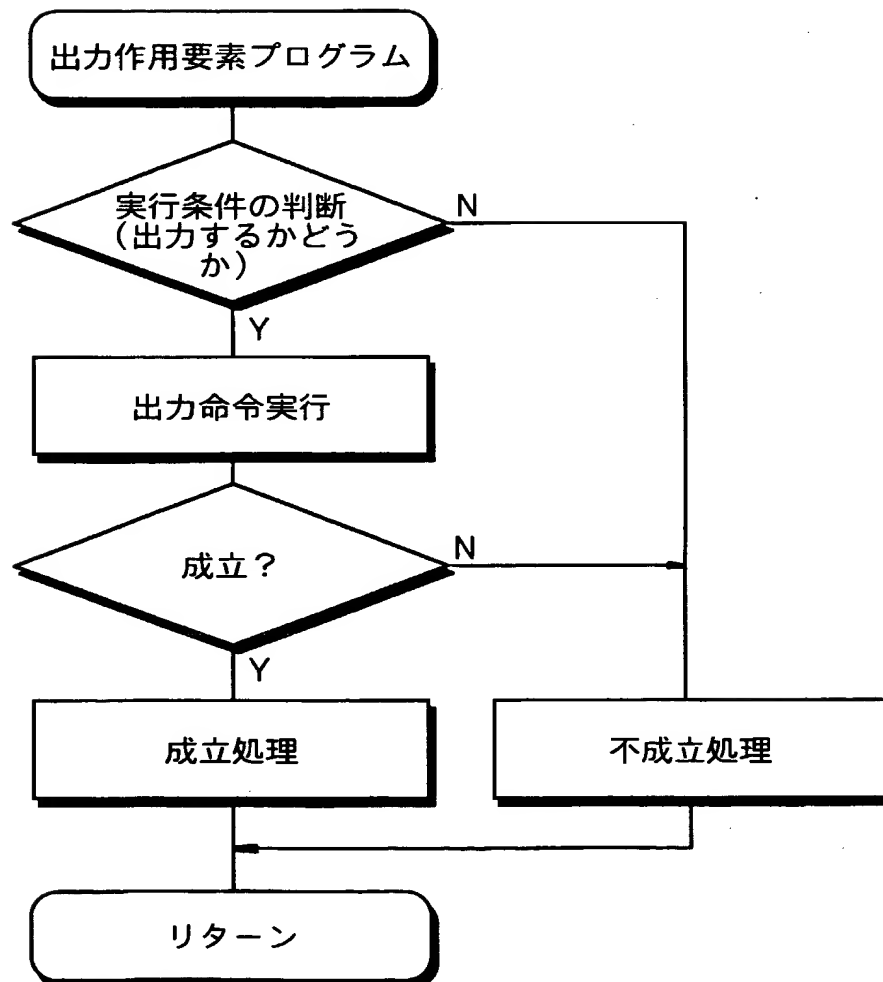 出力作用要素プログラム
実行条件の判断
（出力するかどう
か）
N
Y
出力命令実行
成立？
N
Y
成立処理
不成立処理
リターン